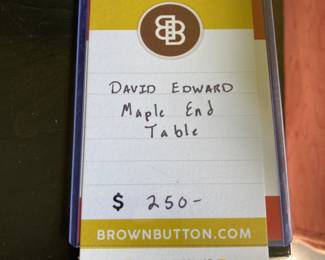 DAVID EDWARD
Maple End
Table
$ 250-
BROWNBUTTON.COM